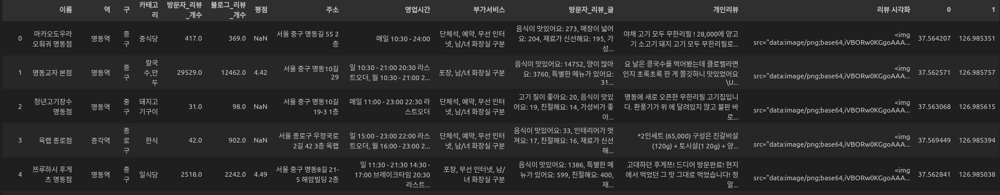 이름 역 구 카테고리 방문자_리뷰_개수 블로그_리뷰_개수 평점 주소 영업시간 부가서비스 방문자_리뷰_글 개인리뷰 리뷰 시각화 0 1
0 마카오도우라오훠궈 명동점 명동역 중구 중식당 417.0 369.0 NaN 서울 중구 명동길 55 2층 매일 10:30 - 24:00 단체석, 예약, 무선 인터넷, 남/녀 화장실 구분 음식이 맛있어요: 273, 매장이 넓어요: 204, 재료가 신선해요: 195, 가성... 야채 고기 모두 무한리필 ! 28,000에 양고기 소고기 돼지 고기 모두 무한리필로... <img src="data:image/png;base64,iVBORw0KGgoAAA... 37.564207 126.985351
1 명동교자 본점 명동역 중구 칼국수,만두 29529.0 12462.0 4.42 서울 중구 명동10길 29 일 10:30 - 21:00 20:30 라스트오더, 월 10:30 - 21:00 2... 포장, 남/녀 화장실 구분 음식이 맛있어요: 14752, 양이 많아요: 3760, 특별한 메뉴가 있어요: 31... 요 날은 콩국수를 먹어봤는데 클로렐라면인지 초록초록 한 게 쫄깃하니 맛있었어요\U... <img src="data:image/png;base64,iVBORw0KGgoAAA... 37.562571 126.985757
2 청년고기장수 명동점 명동역 중구 돼지고기구이 31.0 98.0 NaN 서울 중구 명동10길 19-3 1층 매일 11:00 - 23:00 22:30 라스트오더 단체석, 예약, 무선 인터넷, 남/녀 화장실 구분 고기 질이 좋아요: 20, 음식이 맛있어요: 19, 친절해요: 14, 가성비가 좋아... 명동에 새로 오픈한 무한리필 고기집입니다. 환풍기가 위 에 달려있지 않고 불판 바로... <img src="data:image/png;base64,iVBORw0KGgoAAA... 37.563068 126.985615
3 육랩 종로점 종각역 종로구 한식 42.0 902.0 NaN 서울 종로구 우정국로2길 42 3층 육랩 일 15:00 - 23:00 22:00 라스트오더, 월 16:00 - 23:00 2... 단체석, 예약, 무선 인터넷, 남/녀 화장실 구분 음식이 맛있어요: 33, 인테리어가 멋져요: 17, 친절해요: 16, 재료가 신선해... *2인세트 (65,000) 구성은 진갈비살(120g) + 토시살(1 20g) + 양... <img src="data:image/png;base64,iVBORw0KGgoAAA... 37.569449 126.985394
4 쯔루하시 후게츠 명동점 명동역 중구 일식당 2518.0 2242.0 4.49 서울 중구 명동8길 21-5 해암빌딩 2층 일 11:30 - 21:30 14:30 - 17:00 브레이크타임 20:30 라스트... 포장, 무선 인터넷, 남/녀 화장실 구분 음식이 맛있어요: 1386, 특별한 메뉴가 있어요: 599, 친절해요: 400, 재... 고대하던 후게쯔! 드디어 방문완료! 현지에서 먹었던 그 맛 그대로 먹었습니다! 정말... <img src="data:image/png;base64,iVBORw0KGgoAAA... 37.562841 126.985038